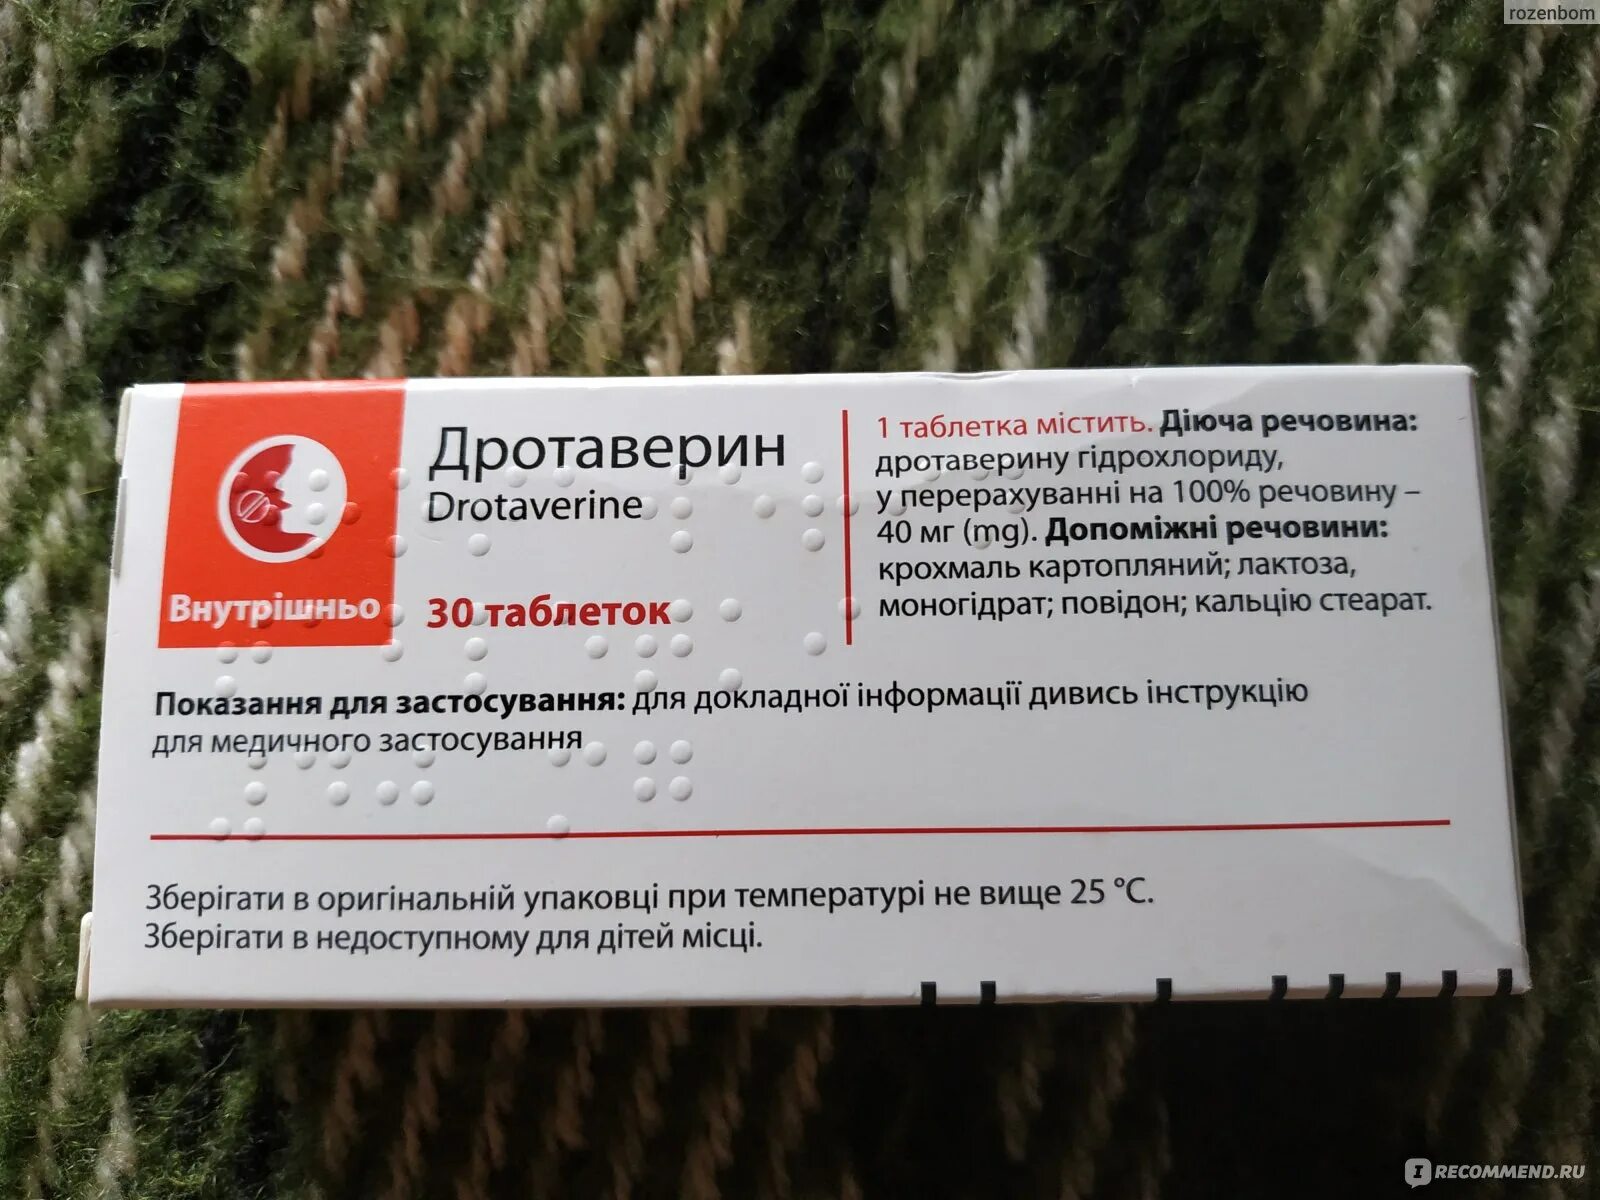 rozenbom
Дротаверин
Drotaverine
30 таблеток
Внутрішньо
1 таблетка містить. Діюча речовина:
дротаверину гідрохлориду,
у перерахуванні на 100% речовину –
40 мг (mg). Допоміжні речовини:
крохмаль картопляний; лактоза,
моногідрат; повідон; кальцію стеарат.
Показання для застосування: для докладної інформації дивись інструкцію
для медичного застосування
Зберігати в оригінальній упаковці при температурі не вище 25 °С.
Зберігати в недоступному для дітей місці.
IRECOMMEND.RU